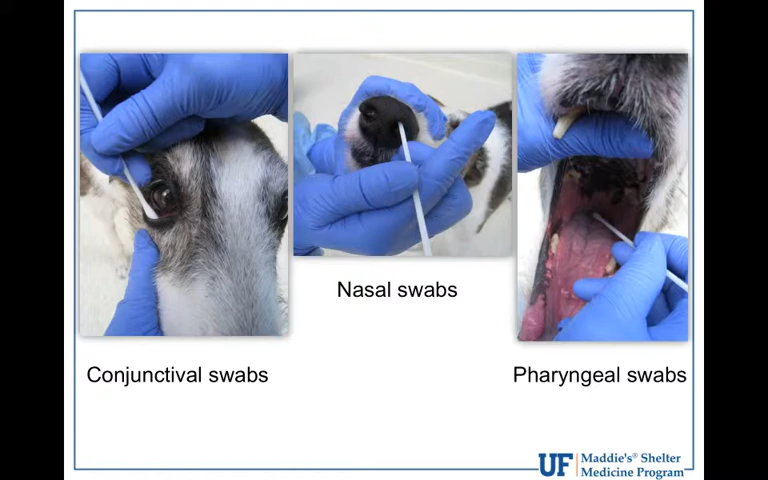 Nasal swabs
Conjunctival swabs
Pharyngeal swabs
UF Maddie's® Shelter
Medicine Program